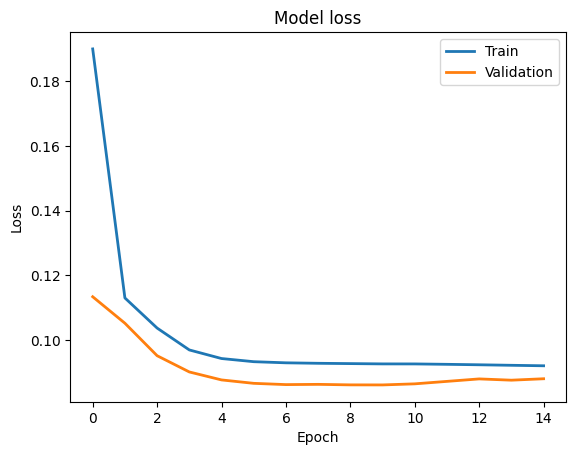 Model loss
Train
Validation
0.18
0.16
0.14
0.12
0.10
Loss
0 2 4 6 8 10 12 14
Epoch